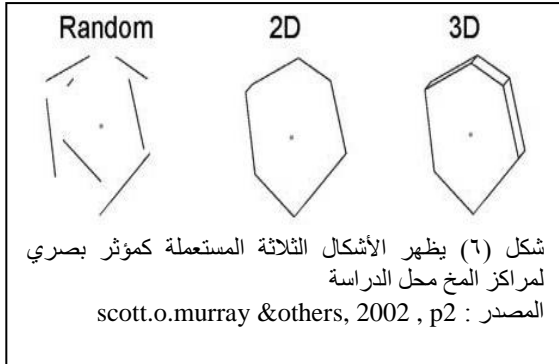 Random 2D 3D
شكل (٦) يظهر الأشكال الثلاثة المستعملة كمؤثر بصري
لمراكز المخ محل الدراسة
المصدر : scott.o.murray &others, 2002 , p2